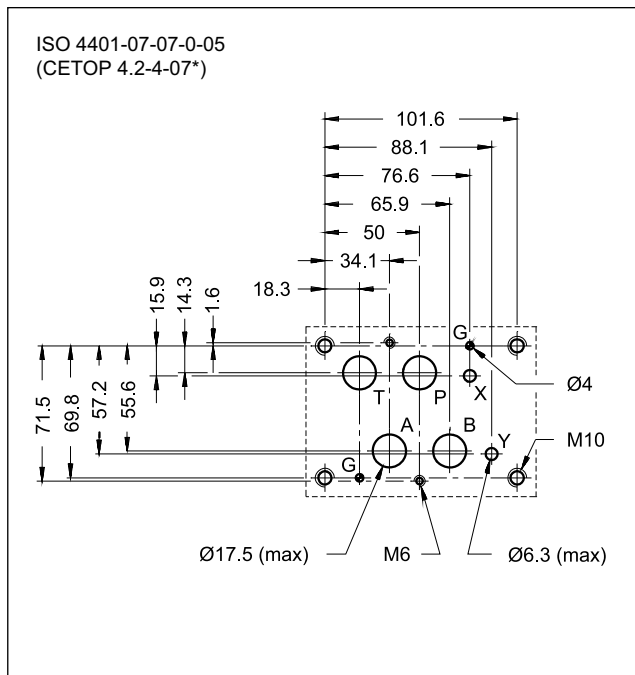 ISO 4401-07-07-0-05
(CETOP 4.2-4-07*)
101.6
88.1
76.6
65.9
50
34.1
18.3
15.9
14.3
1.6
G
Ø4
T
P
X
71.5
69.8
57.2
55.6
A
B
Y
M10
G
Ø17.5 (max)
M6
Ø6.3 (max)